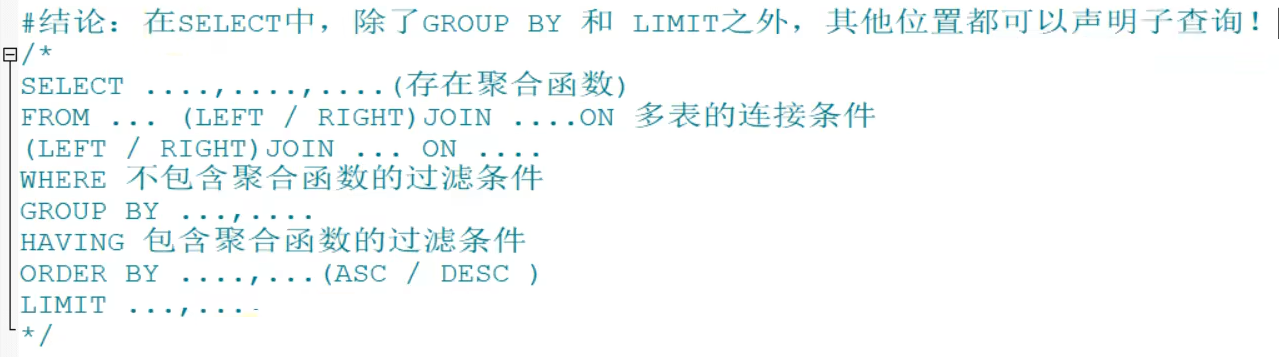 #结论：在SELECT中，除了GROUP BY 和 LIMIT之外，其他位置都可以声明子查询！
/*
SELECT ....,....,....(存在聚合函数)
FROM ... (LEFT / RIGHT)JOIN ....ON 多表的连接条件
(LEFT / RIGHT)JOIN ... ON ....
WHERE 不包含聚合函数的过滤条件
GROUP BY ...,....
HAVING 包含聚合函数的过滤条件
ORDER BY ....,...(ASC / DESC )
LIMIT ...,...
*/